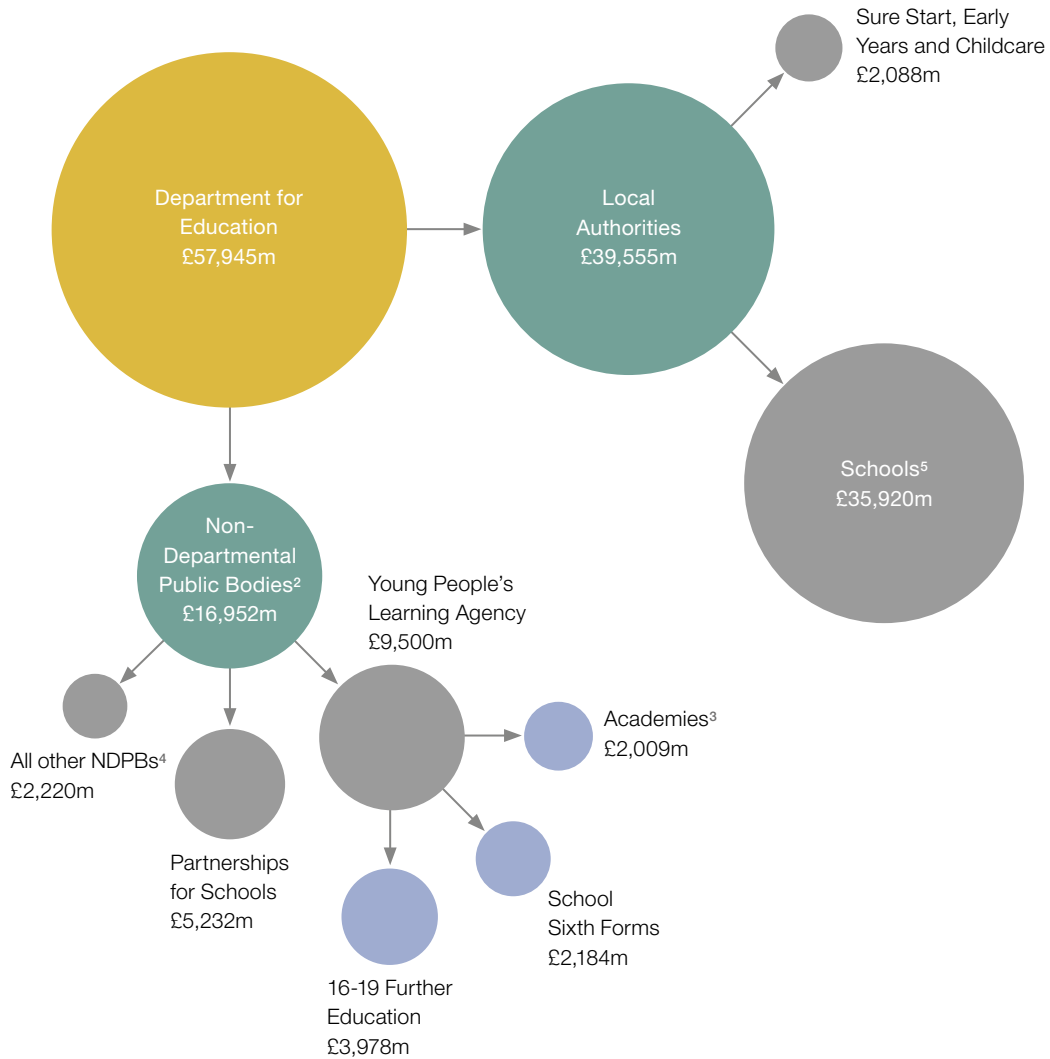 Sure Start, Early
Years and Childcare
£2,088m
Department for
Education
£57,945m
Local
Authorities
£39,555m
Schools⁵
£35,920m
Non-
Departmental
Public Bodies²
£16,952m
Young People’s
Learning Agency
£9,500m
Academies³
£2,009m
All other NDPBs⁴
£2,220m
Partnerships
for Schools
£5,232m
School
Sixth Forms
£2,184m
16-19 Further
Education
£3,978m